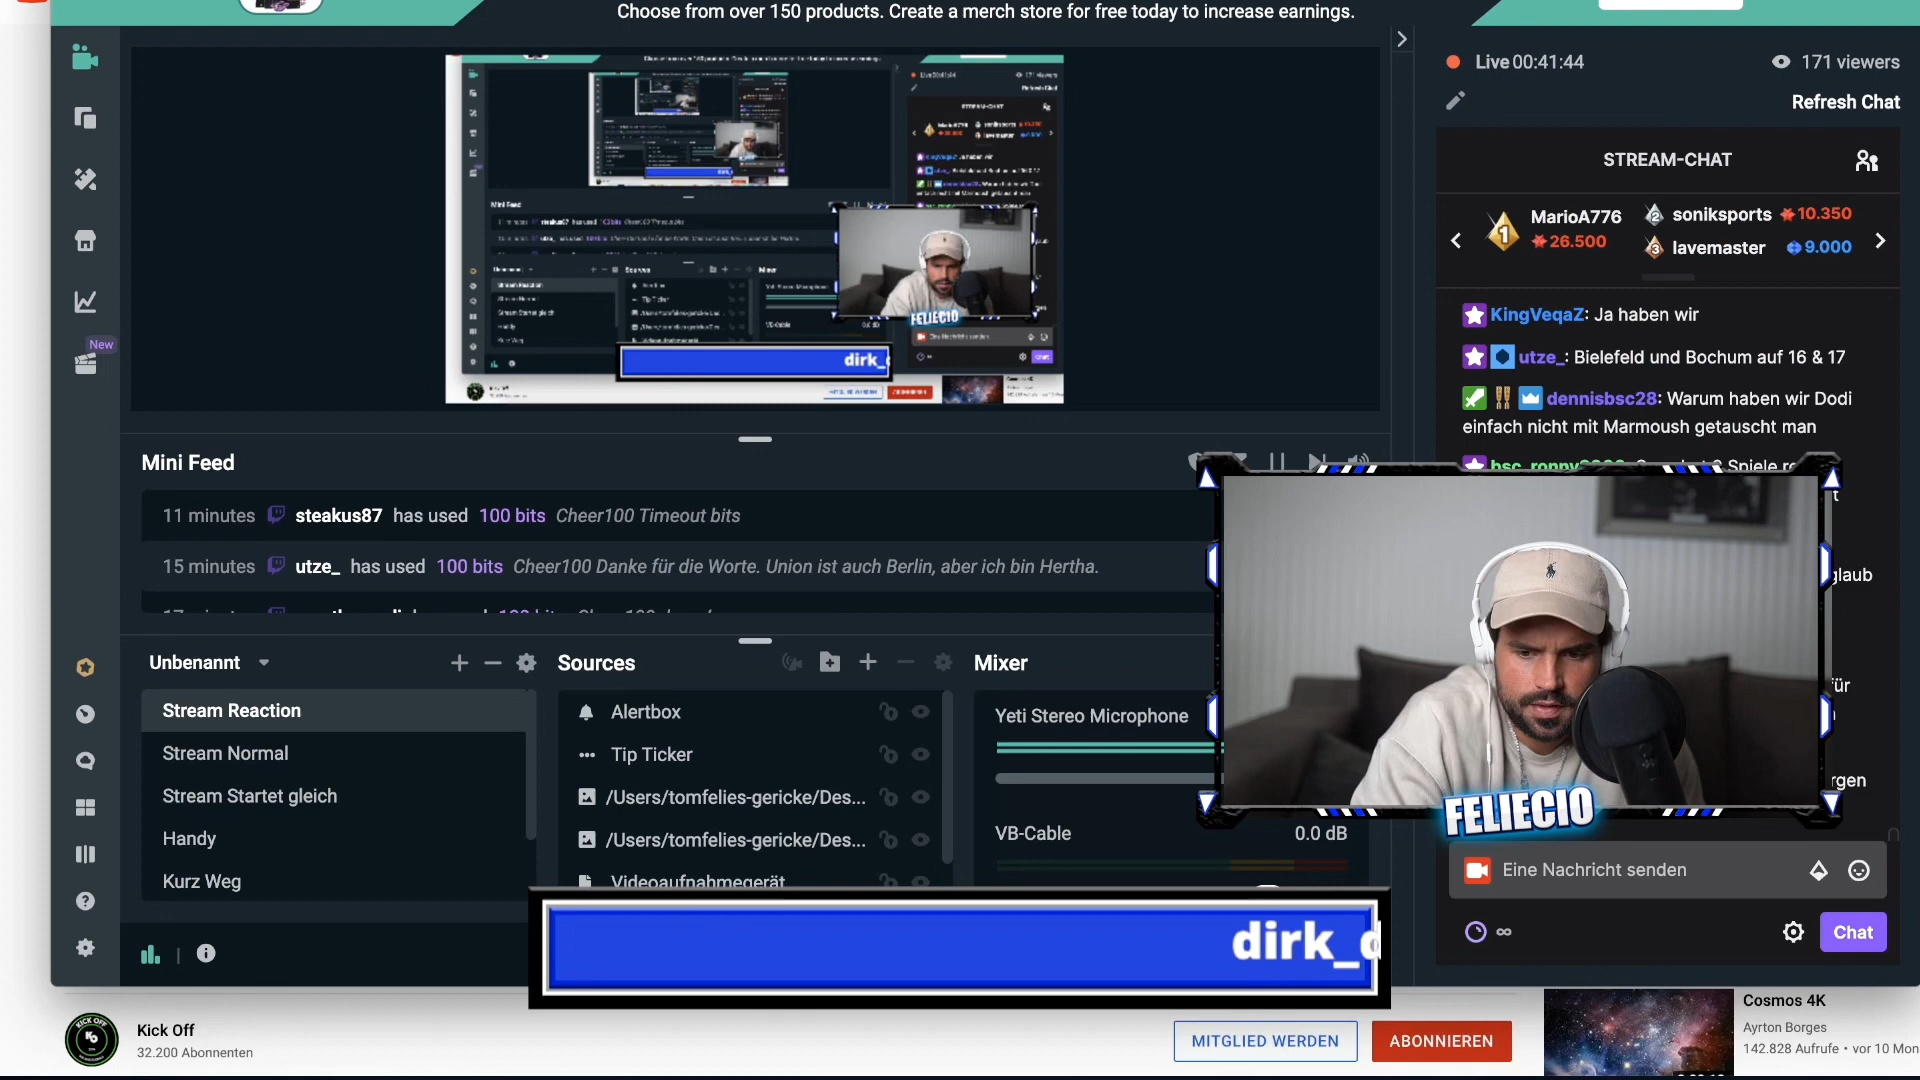 Choose from over 150 products. Create a merch store for free today to increase earnings.
Live 00:41:44
171 viewers
Refresh Chat
STREAM-CHAT
1 MarioA776
26.500
2 soniksports 10.350
3 lavemaster 9.000
KingVeqaZ: Ja haben wir
utze_: Bielefeld und Bochum auf 16 & 17
dennisbsc28: Warum haben wir Dodi
einfach nicht mit Marmoush getauscht man
New
Mini Feed
11 minutes steakus87 has used 100 bits Cheer100 Timeout bits
15 minutes utze_ has used 100 bits Cheer100 Danke für die Worte. Union ist auch Berlin, aber ich bin Hertha.
glaub
Unbenannt
Stream Reaction
Stream Normal
Stream Startet gleich
Handy
Kurz Weg
Sources
Alertbox
Tip Ticker
/Users/tomfelies-gericke/Des...
/Users/tomfelies-gericke/Des...
Videoaufnahmegerät
Mixer
Yeti Stereo Microphone
VB-Cable 0.0 dB
FELIECIO
Eine Nachricht senden
∞
Chat
dirk_
KICK OFF
Kick Off
32.200 Abonnenten
MITGLIED WERDEN
ABONNIEREN
Cosmos 4K
Ayrton Borges
142.828 Aufrufe • vor 10 Mon